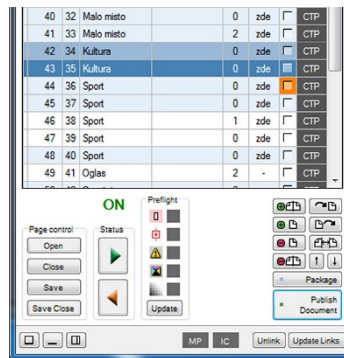 40 32 Malo misto 0 zde CTP
41 33 Malo misto 2 zde CTP
42 34 Kultura 0 zde CTP
43 35 Kultura 0 zde CTP
44 36 Sport 0 zde CTP
45 37 Sport 0 zde CTP
46 38 Sport 1 zde CTP
47 39 Sport 0 zde CTP
48 40 Sport 0 zde CTP
49 41 Oglas 2 - CTP
ON
Preflight
Page control
Status
Open
Close
Save
Save Close
Update
Package
Publish
Document
MP IC Unlink Update Links